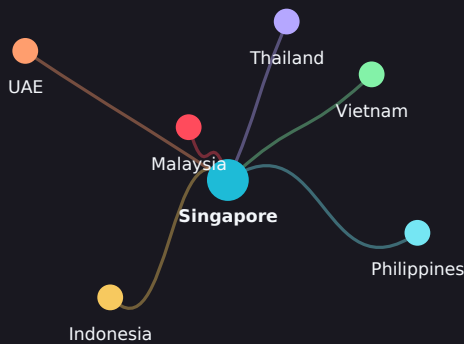 Thailand
UAE
Vietnam
Malaysia
Singapore
Philippines
Indonesia